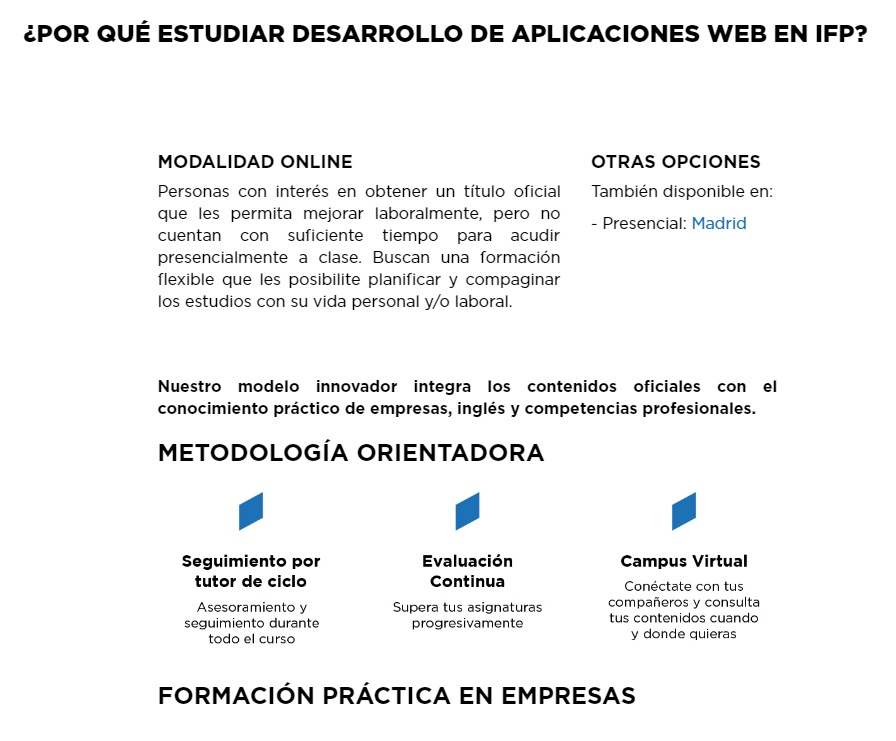 ¿POR QUÉ ESTUDIAR DESARROLLO DE APLICACIONES WEB EN IFP?
MODALIDAD ONLINE
Personas con interés en obtener un título oficial
que les permita mejorar laboralmente, pero no
cuentan con suficiente tiempo para acudir
presencialmente a clase. Buscan una formación
flexible que les posibilite planificar y compaginar
los estudios con su vida personal y/o laboral.
OTRAS OPCIONES
También disponible en:
- Presencial: Madrid
Nuestro modelo innovador integra los contenidos oficiales con el
conocimiento práctico de empresas, inglés y competencias profesionales.
METODOLOGÍA ORIENTADORA
Seguimiento por
tutor de ciclo
Asesoramiento y
seguimiento durante
todo el curso
Evaluación
Continua
Supera tus asignaturas
progresivamente
Campus Virtual
Conéctate con tus
compañeros y consulta
tus contenidos cuando
y donde quieras
FORMACIÓN PRÁCTICA EN EMPRESAS